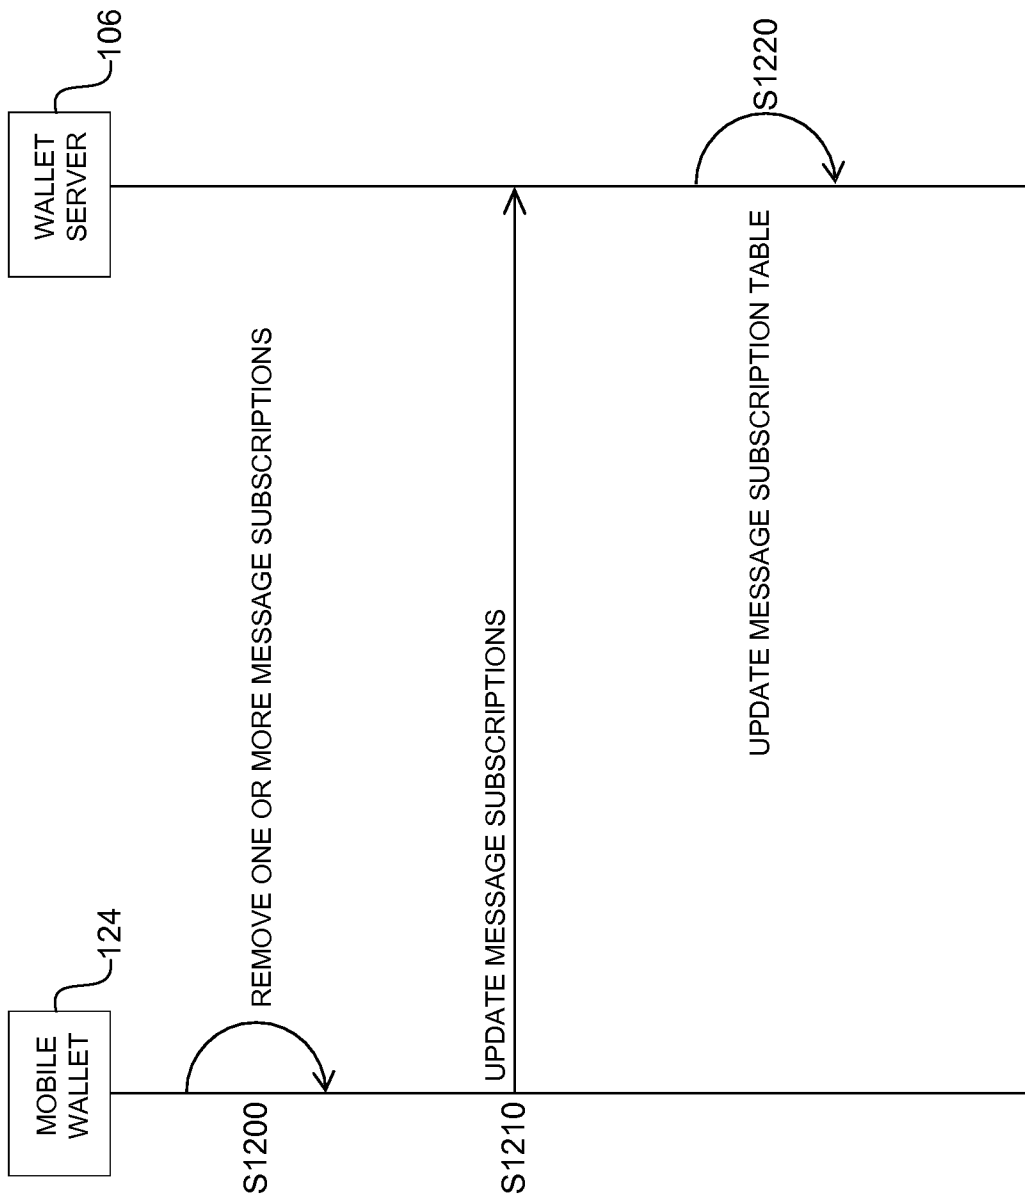 MOBILE
WALLET
124
WALLET
SERVER
106
S1200
REMOVE ONE OR MORE MESSAGE SUBSCRIPTIONS
S1210
UPDATE MESSAGE SUBSCRIPTIONS
UPDATE MESSAGE SUBSCRIPTION TABLE
S1220